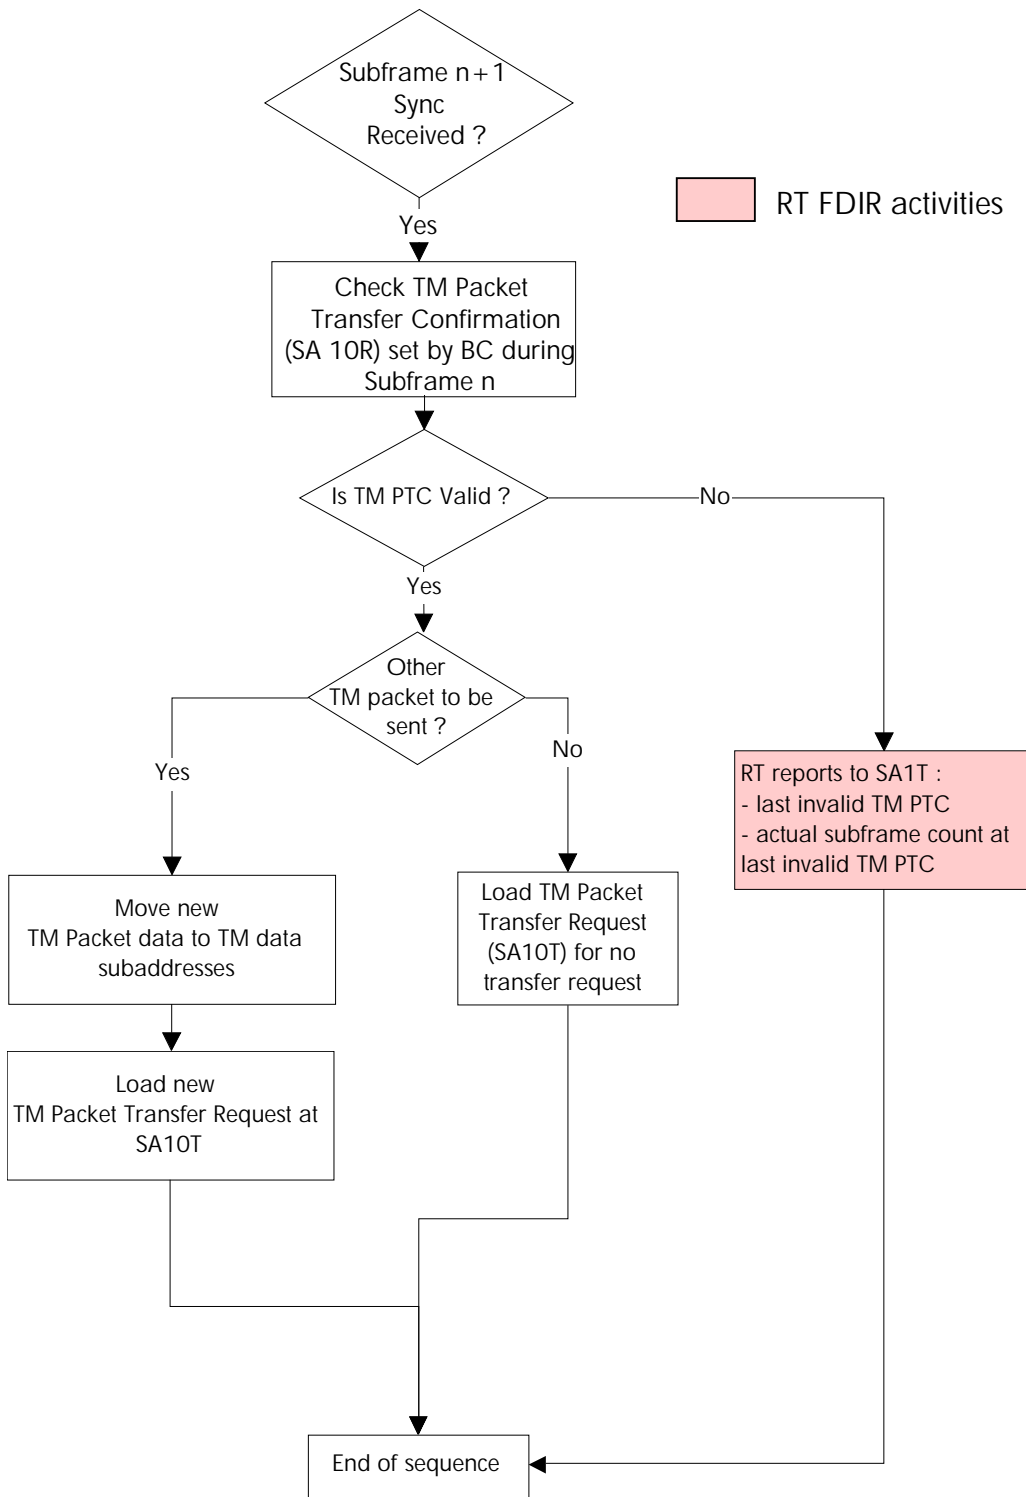 Subframe n+1
Sync
Received ?
RT FDIR activities
Yes
Check TM Packet
Transfer Confirmation
(SA 10R) set by BC during
Subframe n
Is TM PTC Valid ?
No
Yes
Other
TM packet to be
sent ?
Yes
No
RT reports to SA1T :
- last invalid TM PTC
- actual subframe count at
last invalid TM PTC
Move new
TM Packet data to TM data
subaddresses
Load TM Packet
Transfer Request
(SA10T) for no
transfer request
Load new
TM Packet Transfer Request at
SA10T
End of sequence